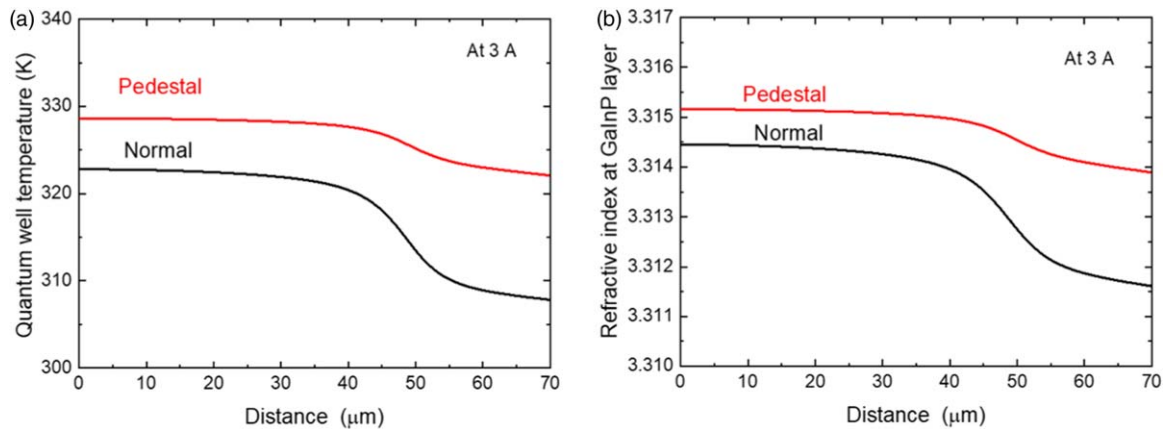 (a)
Quantum well temperature (K)
340
330
320
310
300
At 3 A
Pedestal
Normal
0 10 20 30 40 50 60 70
Distance (μm)
(b)
Refractive index at GaInP layer
3.317
3.316
3.315
3.314
3.313
3.312
3.311
3.310
At 3 A
Pedestal
Normal
0 10 20 30 40 50 60 70
Distance (μm)